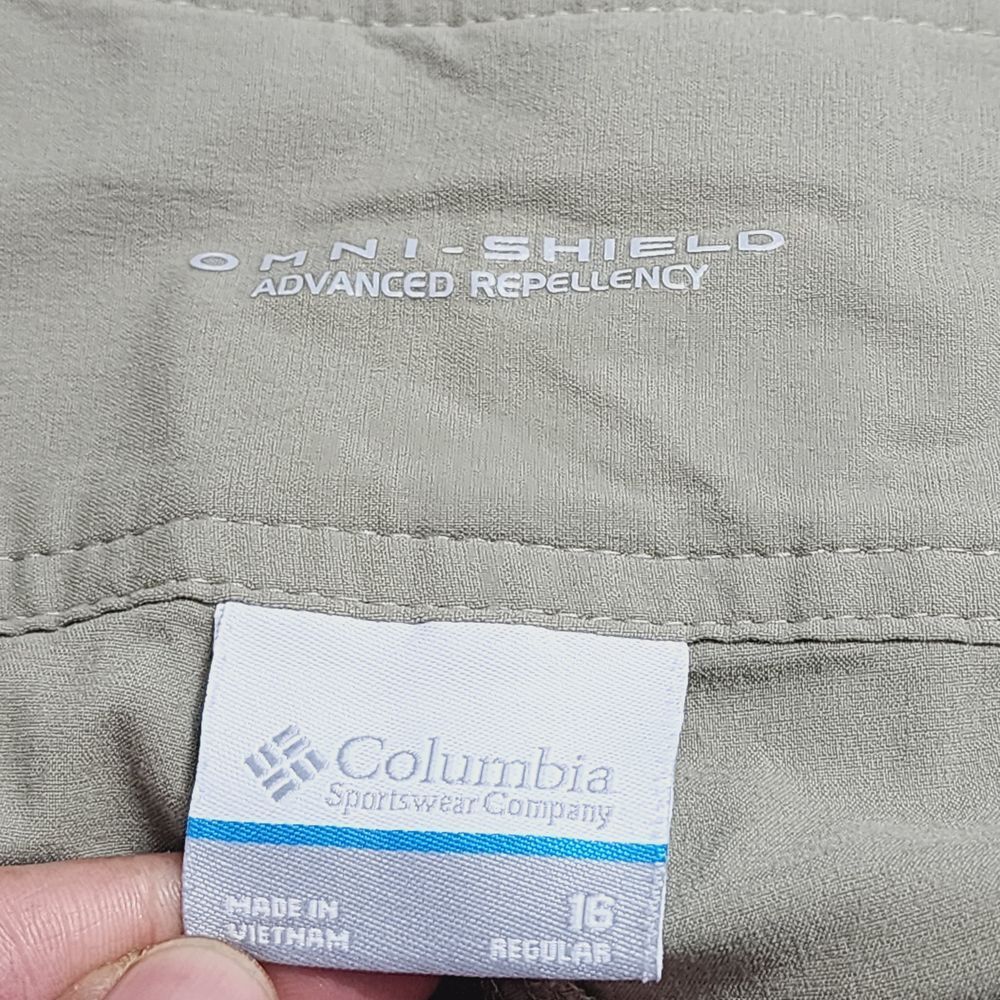 OMNI-SHIELD
ADVANCED REPELLENCY
Columbia
Sportswear Company
MADE IN
VIETNAM
16
REGULAR